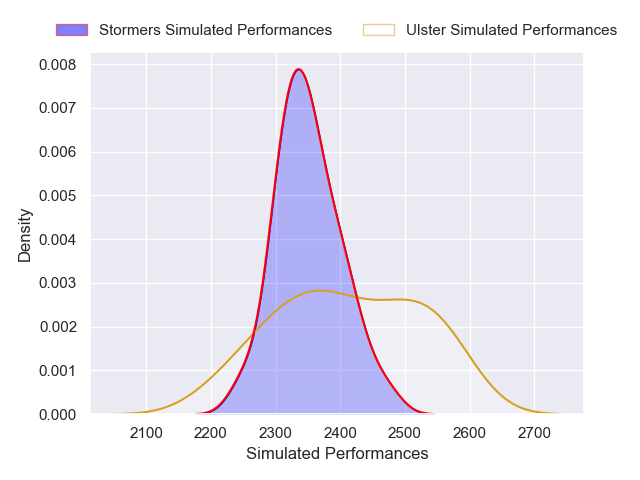 Stormers Simulated Performances Ulster Simulated Performances
0.008
0.007
0.006
0.005
0.004
0.003
0.002
0.001
0.000
Density
2100 2200 2300 2400 2500 2600 2700
Simulated Performances